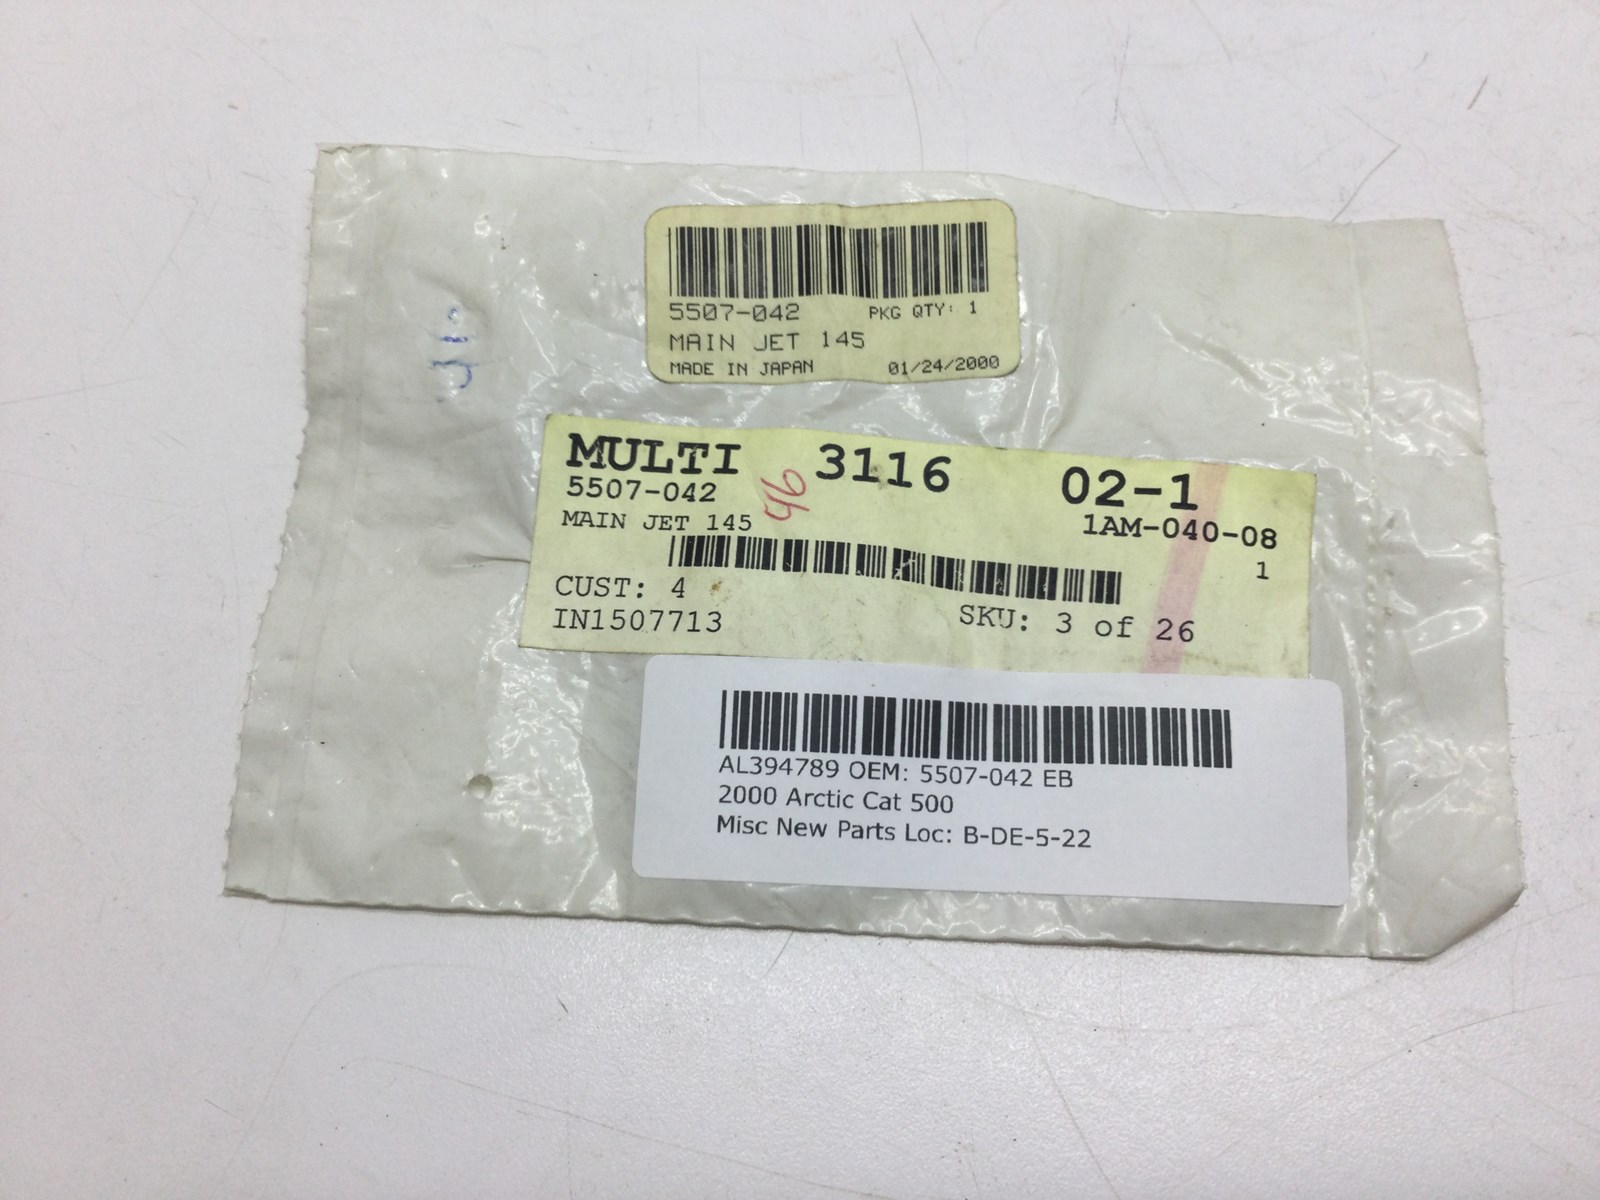 5507-042 PKG QTY: 1
MAIN JET 145
MADE IN JAPAN 01/24/2000
MULTI 3116 02-1
5507-042 46 1AM-040-08
MAIN JET 145
1
CUST: 4
IN1507713 SKU: 3 of 26
AL394789 OEM: 5507-042 EB
2000 Arctic Cat 500
Misc New Parts Loc: B-DE-5-22